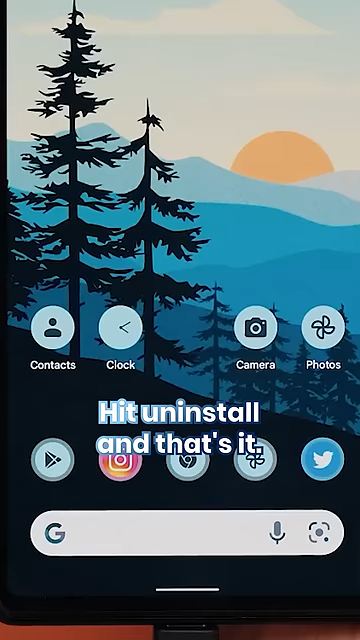 Contacts
Clock
Camera
Photos
Hit uninstall
and that's it.
G